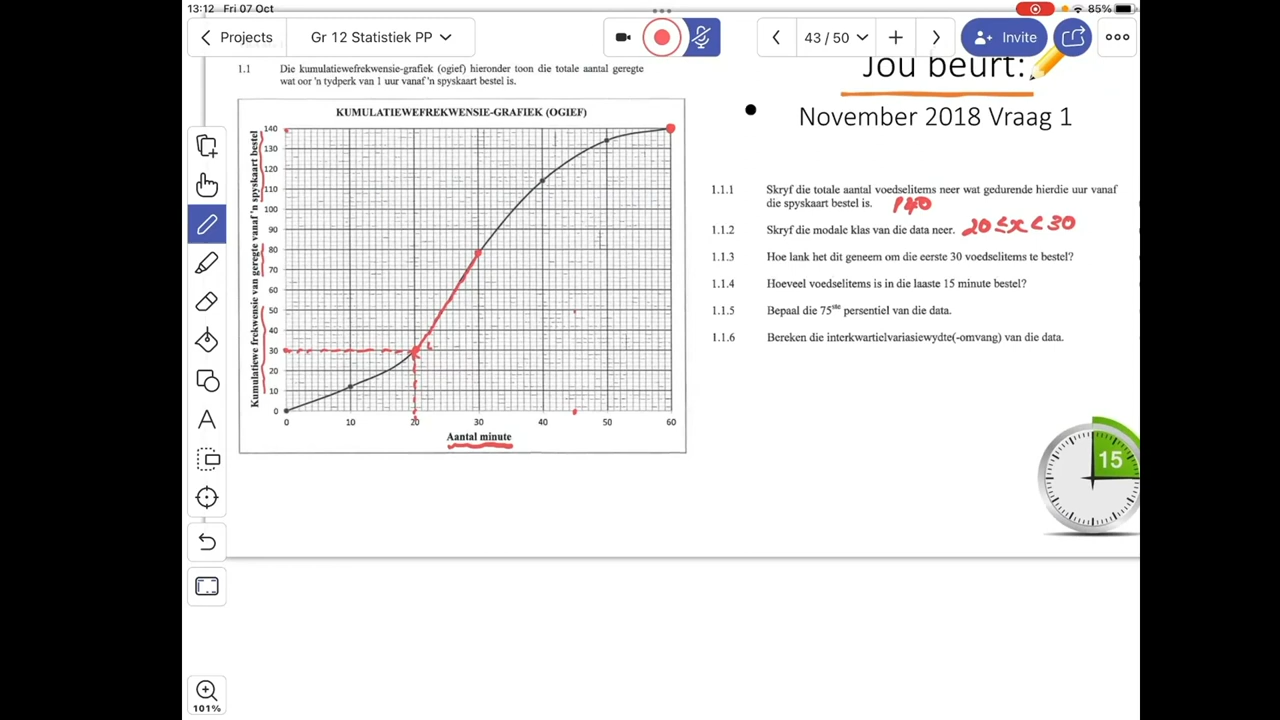 13:12 Fri 07 Oct
85%
Projects
Gr 12 Statistiek PP
43 / 50
Invite
Jou beurt:
November 2018 Vraag 1
1.1 Die kumulatiewefrekwensie-grafiek (ogief) hieronder toon die totale aantal geregte
wat oor 'n tydperk van 1 uur vanaf 'n spyskaart bestel is.
KUMULATIEWEFREKWENSIE-GRAFIEK (OGIEF)
Kumulatiewe frekwensie van geregte vanaf 'n spyskaart bestel
140
130
120
110
100
90
80
70
60
50
40
30
20
10
0
0 10 20 30 40 50 60
Aantal minute
1.1.1 Skryf die totale aantal voedselitems neer wat gedurende hierdie uur vanaf
die spyskaart bestel is. 140
1.1.2 Skryf die modale klas van die data neer. 20 ≤ x < 30
1.1.3 Hoe lank het dit geneem om die eerste 30 voedselitems te bestel?
1.1.4 Hoeveel voedselitems is in die laaste 15 minute bestel?
1.1.5 Bepaal die 75ste persentiel van die data.
1.1.6 Bereken die interkwartielvariasiewydte(-omvang) van die data.
15
A
101%